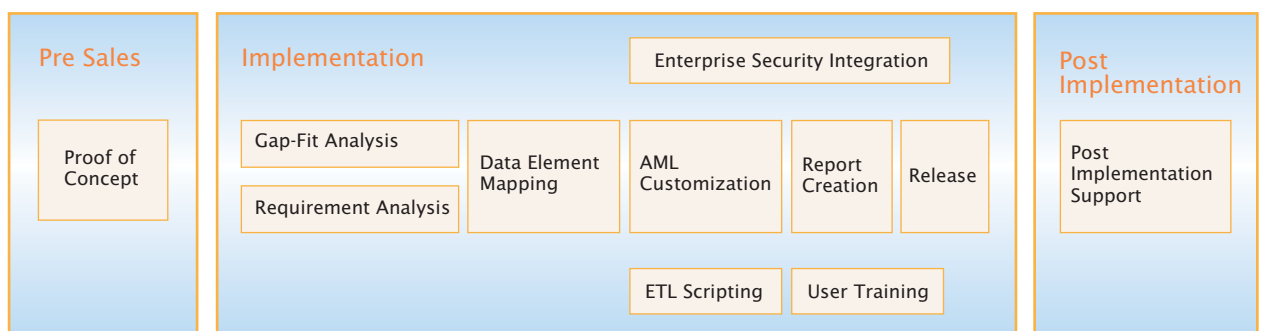 Pre Sales
Proof of
Concept
Implementation
Enterprise Security Integration
Gap-Fit Analysis
Requirement Analysis
Data Element
Mapping
AML
Customization
Report
Creation
Release
ETL Scripting
User Training
Post
Implementation
Post
Implementation
Support